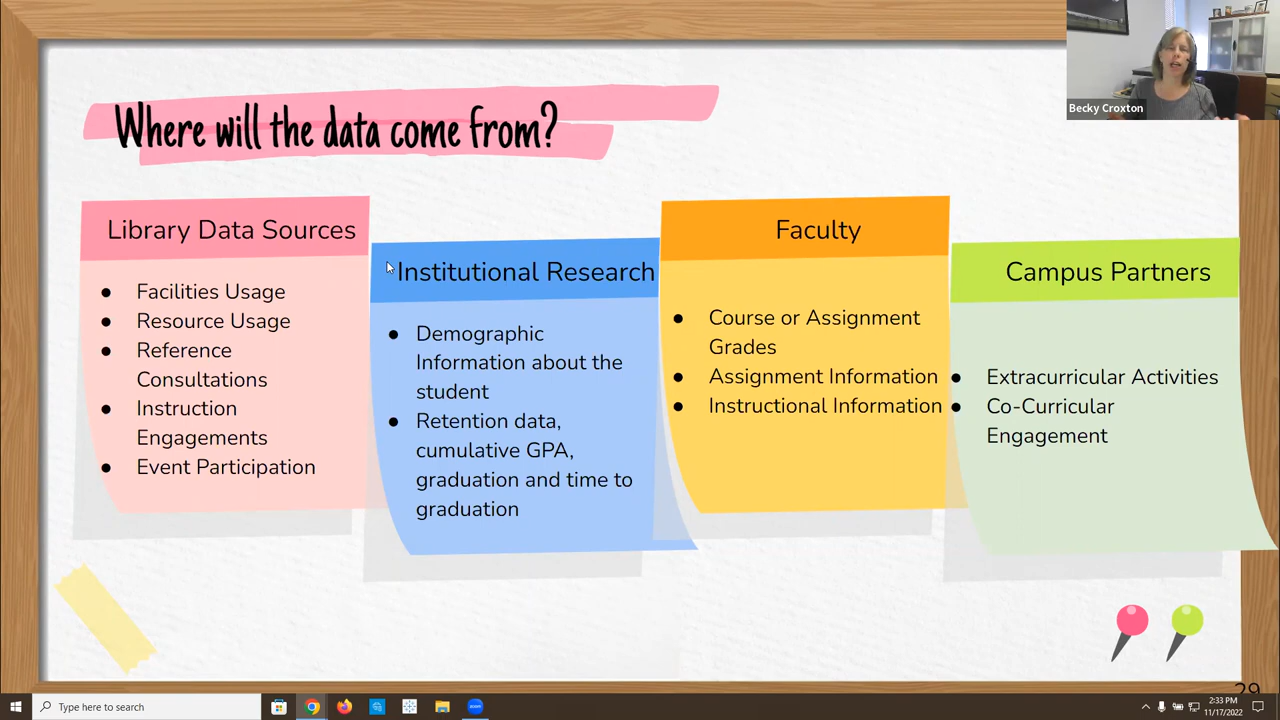 Where will the data come from?
Becky Croxton
Library Data Sources
● Facilities Usage
● Resource Usage
● Reference
Consultations
● Instruction
Engagements
● Event Participation
Institutional Research
● Demographic
Information about the
student
● Retention data,
cumulative GPA,
graduation and time to
graduation
Faculty
● Course or Assignment
Grades
● Assignment Information
● Instructional Information
Campus Partners
● Extracurricular Activities
● Co-Curricular
Engagement
29
Type here to search
2:33 PM
11/17/2022